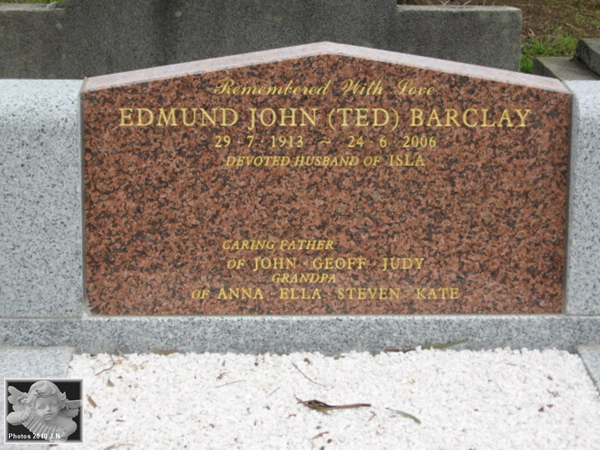 Remembered With Love
EDMUND JOHN (TED) BARCLAY
29 · 7 · 1913 ~ 24 · 6 · 2006
DEVOTED HUSBAND OF ISLA
CARING FATHER
OF JOHN · GEOFF · JUDY
GRANDPA
OF ANNA · ELLA · STEVEN · KATE
Photos 2010 J.N